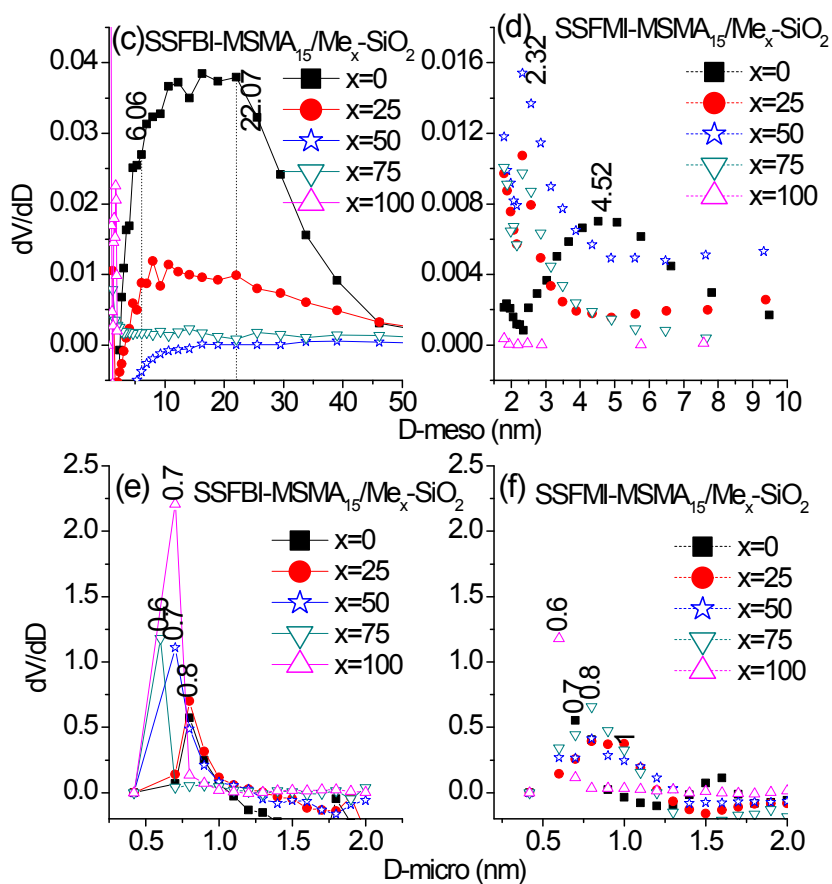 (c) SSFBI-MSMA15/Mex-SiO2
6.06
22.07
x=0
x=25
x=50
x=75
x=100
0.04
0.03
0.02
0.01
0.00
dV/dD
10 20 30 40 50
(d) SSFMI-MSMA15/Mex-SiO2
2.32
4.52
x=0
x=25
x=50
x=75
x=100
0.016
0.012
0.008
0.004
0.000
2 3 4 5 6 7 8 9 10
D-meso (nm)
(e) SSFBI-MSMA15/Mex-SiO2
0.7
0.6
0.7
0.8
x=0
x=25
x=50
x=75
x=100
2.5
2.0
1.5
1.0
0.5
0.0
dV/dD
0.5 1.0 1.5 2.0
(f) SSFMI-MSMA15/Mex-SiO2
0.6
0.7
0.8
1
x=0
x=25
x=50
x=75
x=100
2.5
2.0
1.5
1.0
0.5
0.0
0.5 1.0 1.5 2.0
D-micro (nm)